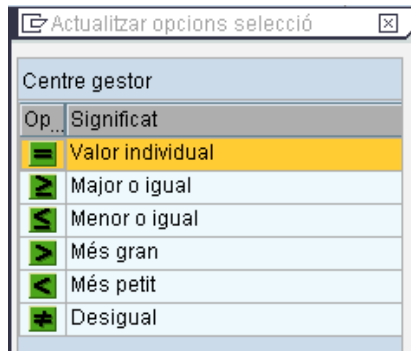 Actualitzar opcions selecció
Centre gestor
Op... Significat
= Valor individual
≥ Major o igual
≤ Menor o igual
> Més gran
< Més petit
≠ Desigual